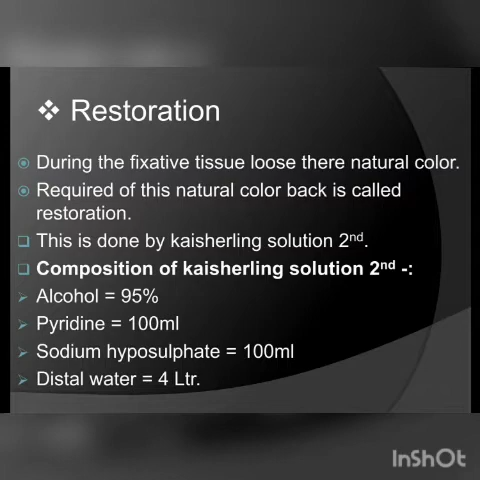 ❖ Restoration
During the fixative tissue loose there natural color.
Required of this natural color back is called
restoration.
This is done by kaisherling solution 2nd.
Composition of kaisherling solution 2nd -:
Alcohol = 95%
Pyridine = 100ml
Sodium hyposulphate = 100ml
Distal water = 4 Ltr.
InShOt